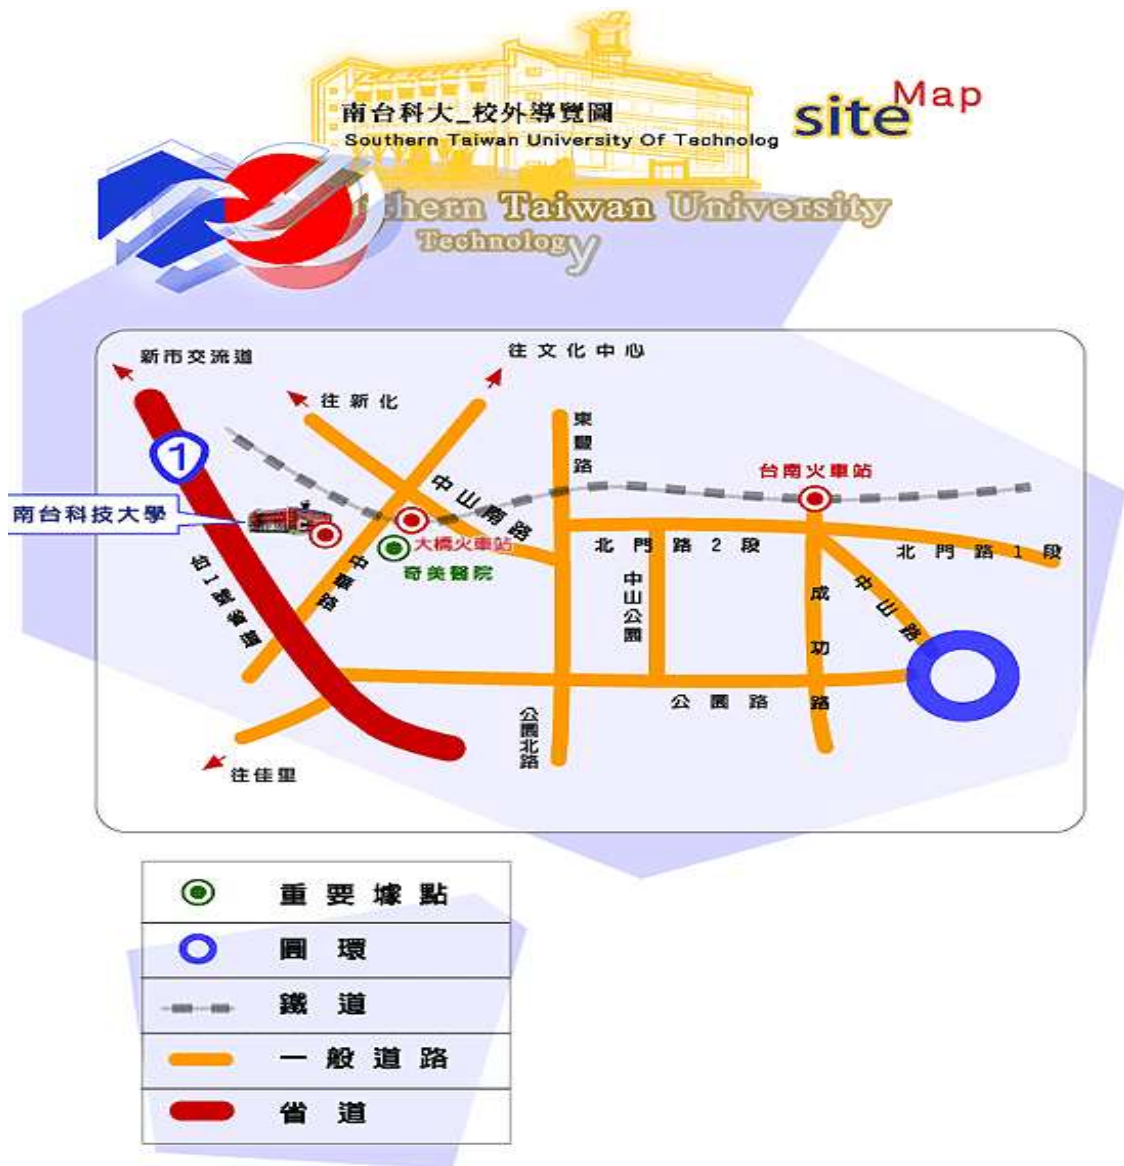 南台科大_校外導覽圖
Southern Taiwan University Of Technolog
site Map
thern Taiwan University
Technology
新市交流道
往文化中心
往新化
東豐路
1
中山南路
台南火車站
南台科技大學
大橋火車站
奇美醫院
北門路2段
北門路1段
中華路
台1號省道
中山公園
成功路
中山路
公園路
公園北路
往佳里
重要據點
圓環
鐵道
一般道路
省道